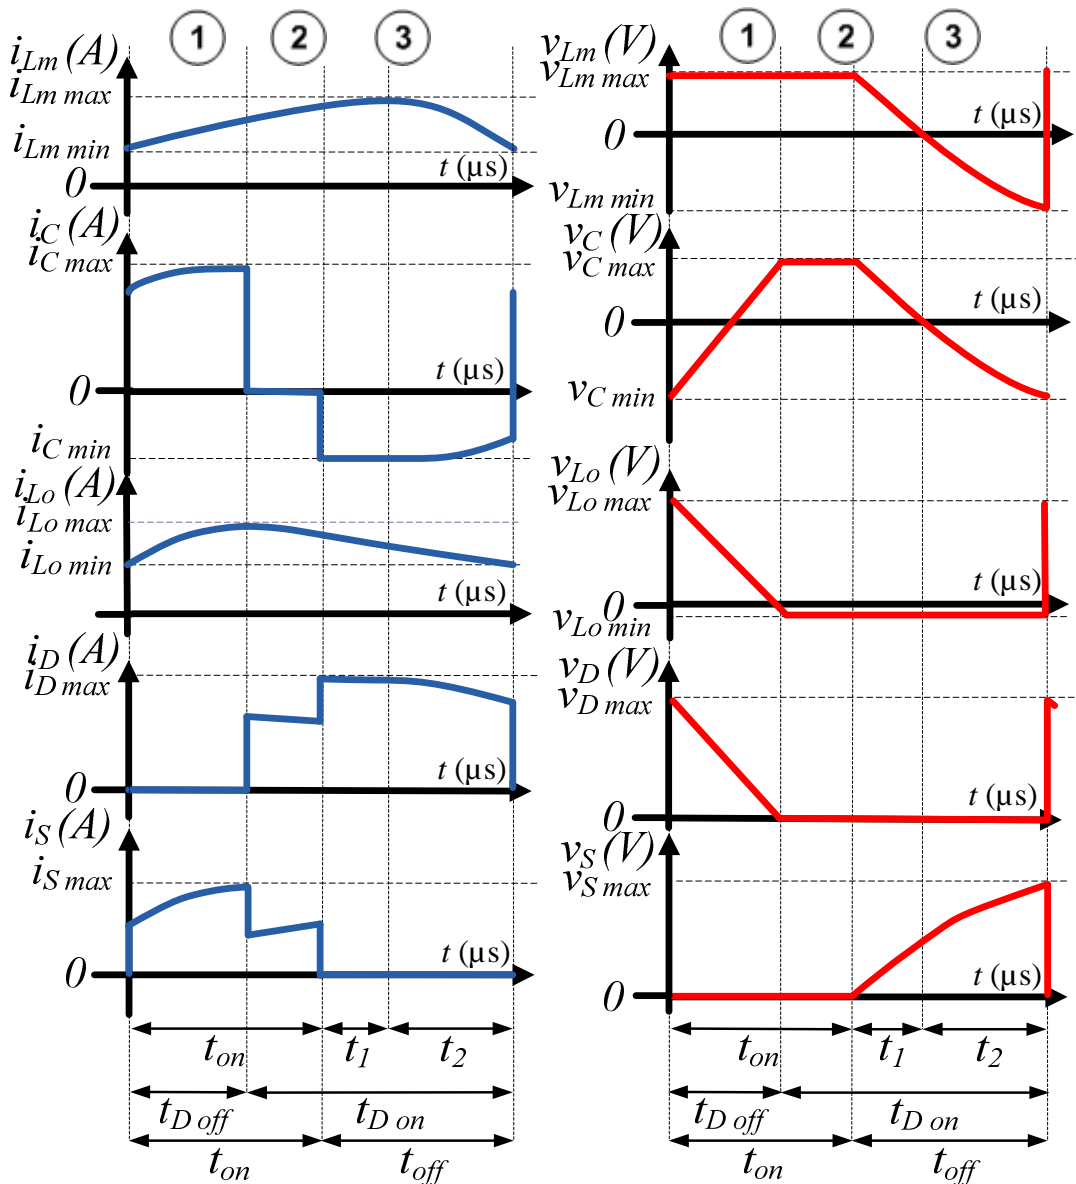 1 2 3
iLm (A)
iLm max
iLm min
0
t (µs)
iC (A)
iC max
0
t (µs)
iC min
iLo (A)
iLo max
iLo min
t (µs)
iD (A)
iD max
0
t (µs)
iS (A)
iS max
0
t (µs)
ton t1 t2
tD off tD on
ton toff
1 2 3
vLm (V)
vLm max
0
t (µs)
vLm min
vC (V)
vC max
0
t (µs)
vC min
vLo (V)
vLo max
0
t (µs)
vLo min
vD (V)
vD max
0
t (µs)
vS (V)
vS max
0
t (µs)
ton t1 t2
tD off tD on
ton toff